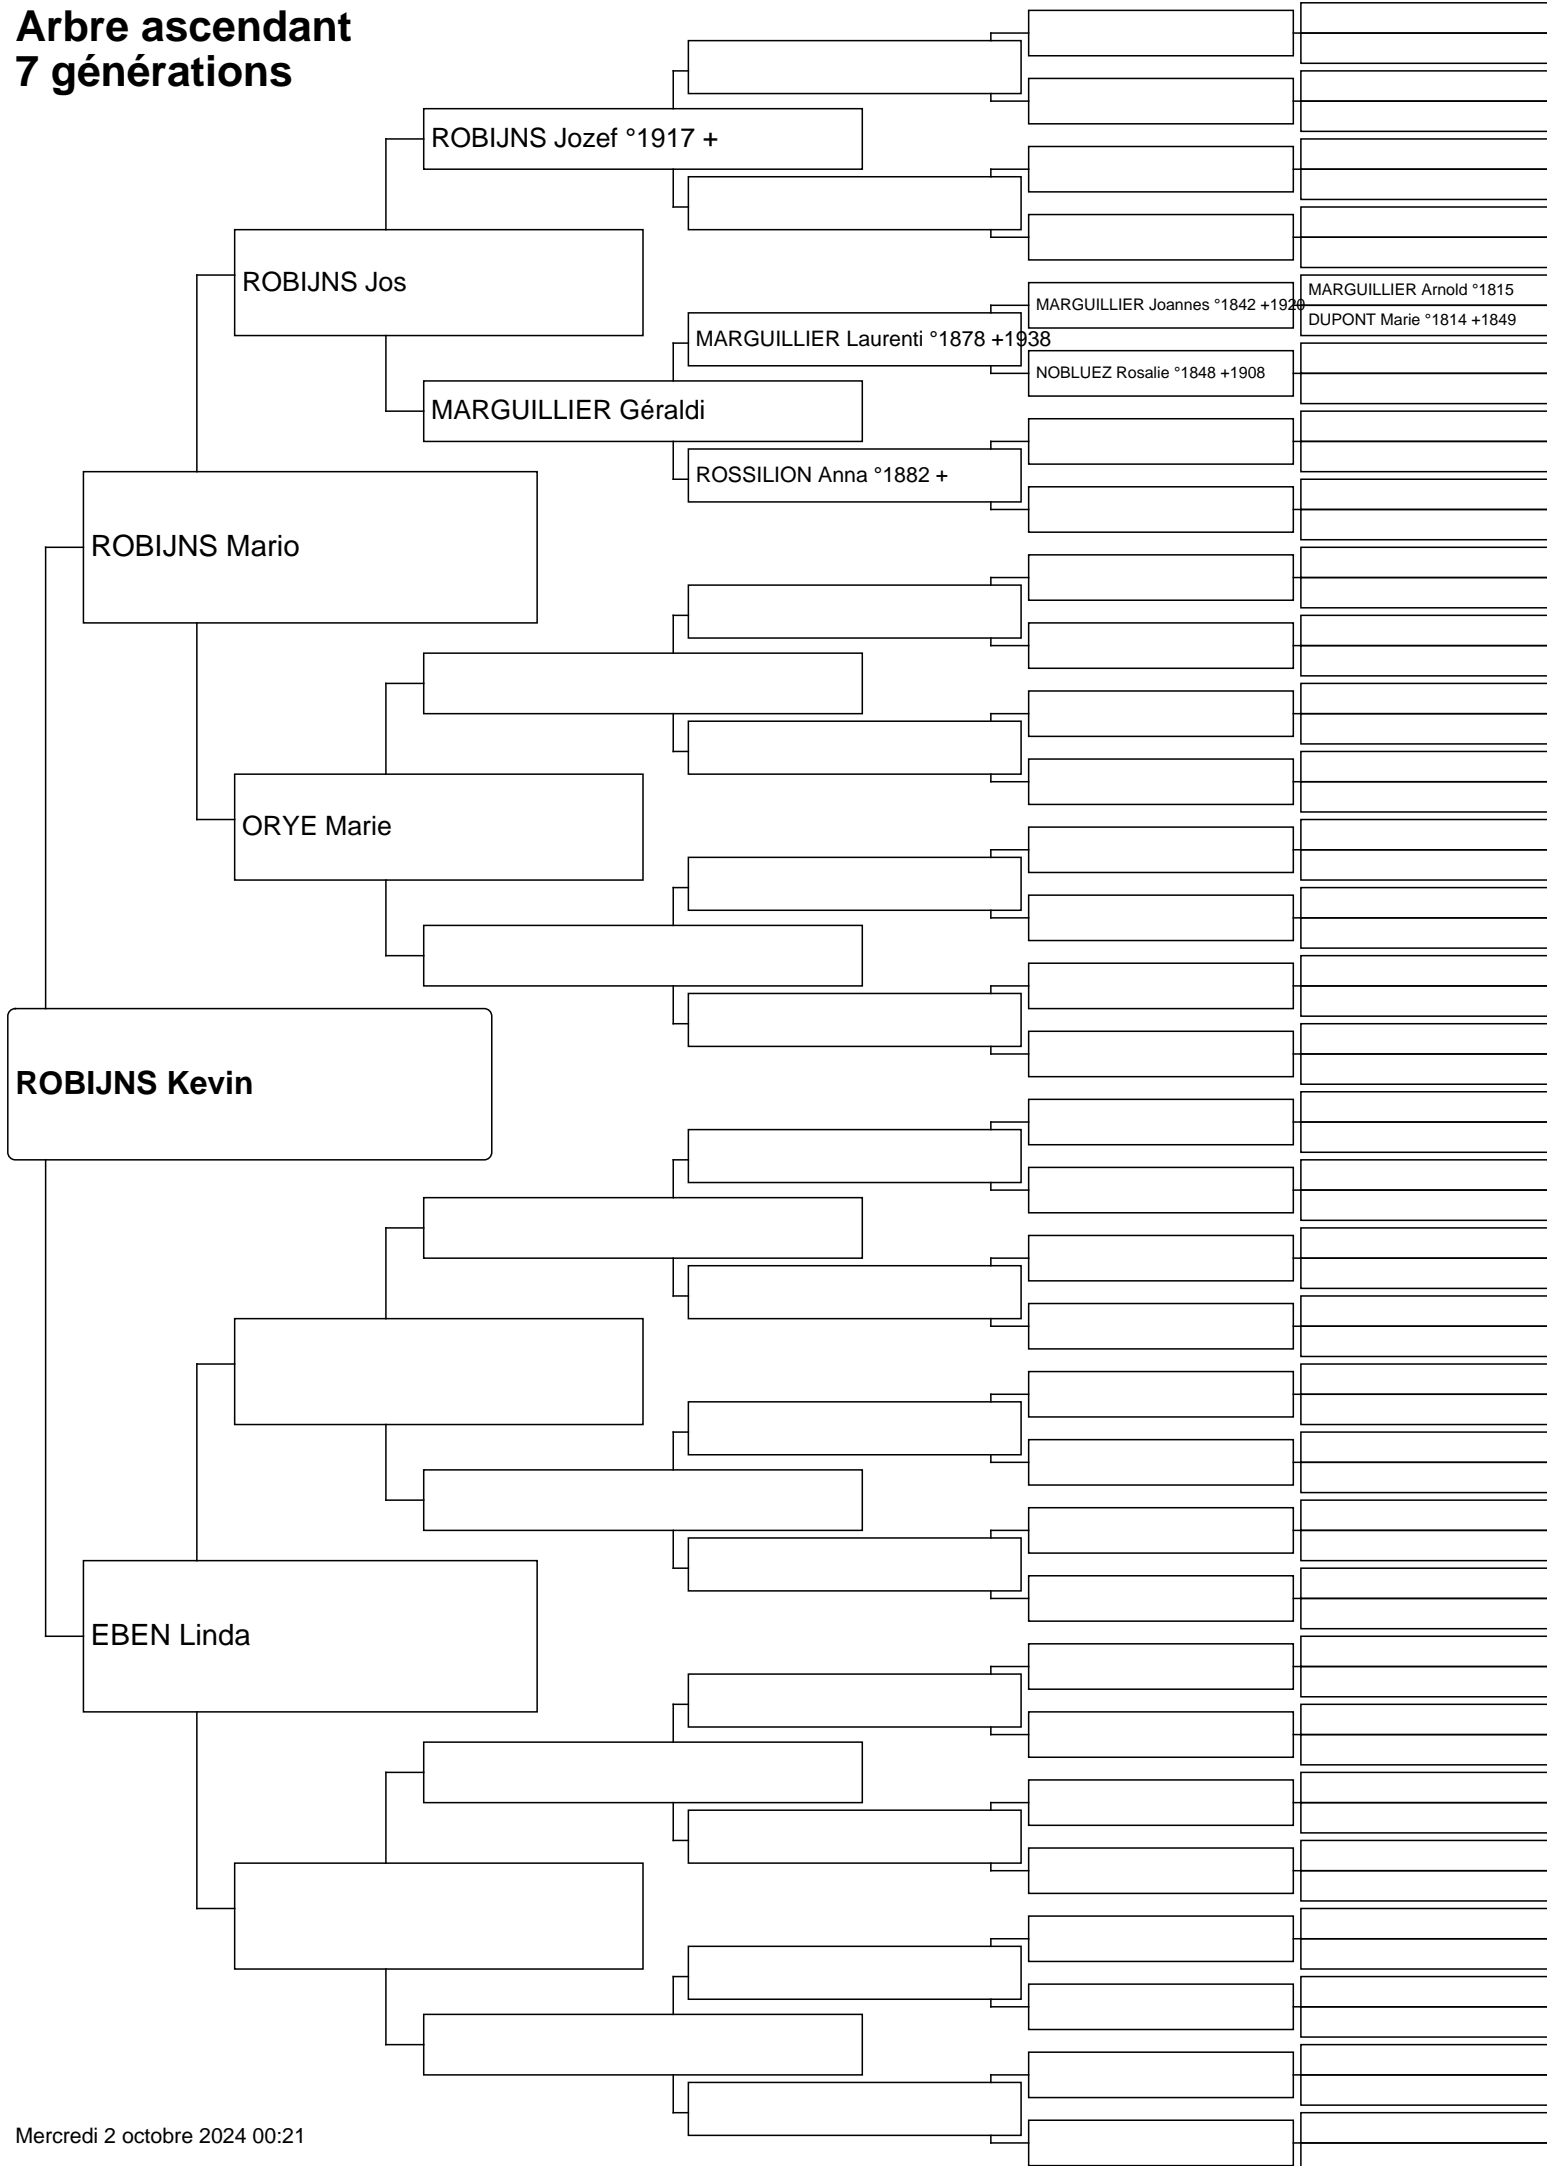 Arbre ascendant
7 générations
ROBIJNS Jozef °1917 +
ROBIJNS Jos
MARGUILLIER Arnold °1815
MARGUILLIER Joannes °1842 +1920
DUPONT Marie °1814 +1849
MARGUILLIER Laurenti °1878 +1938
NOBLUEZ Rosalie °1848 +1908
MARGUILLIER Géraldi
ROSSILION Anna °1882 +
ROBIJNS Mario
ORYE Marie
ROBIJNS Kevin
EBEN Linda
Mercredi 2 octobre 2024 00:21